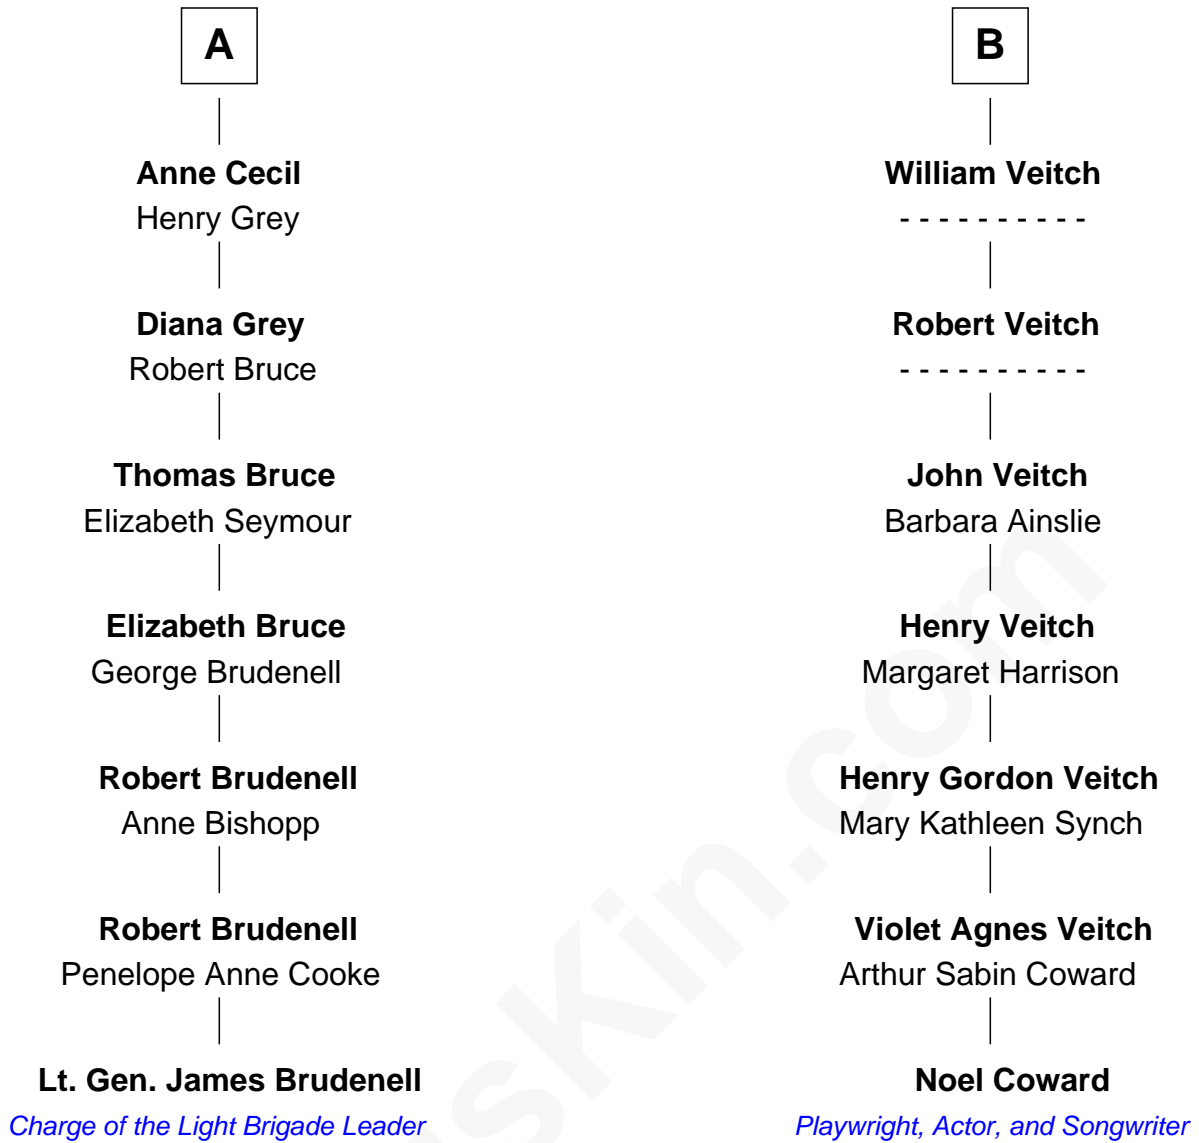 A
B
Anne Cecil
Henry Grey
William Veitch
- - - - - - - - - -
Diana Grey
Robert Bruce
Robert Veitch
- - - - - - - - - -
Thomas Bruce
Elizabeth Seymour
John Veitch
Barbara Ainslie
Elizabeth Bruce
George Brudenell
Henry Veitch
Margaret Harrison
Robert Brudenell
Anne Bishopp
Henry Gordon Veitch
Mary Kathleen Synch
Robert Brudenell
Penelope Anne Cooke
Violet Agnes Veitch
Arthur Sabin Coward
Lt. Gen. James Brudenell
Charge of the Light Brigade Leader
Noel Coward
Playwright, Actor, and Songwriter